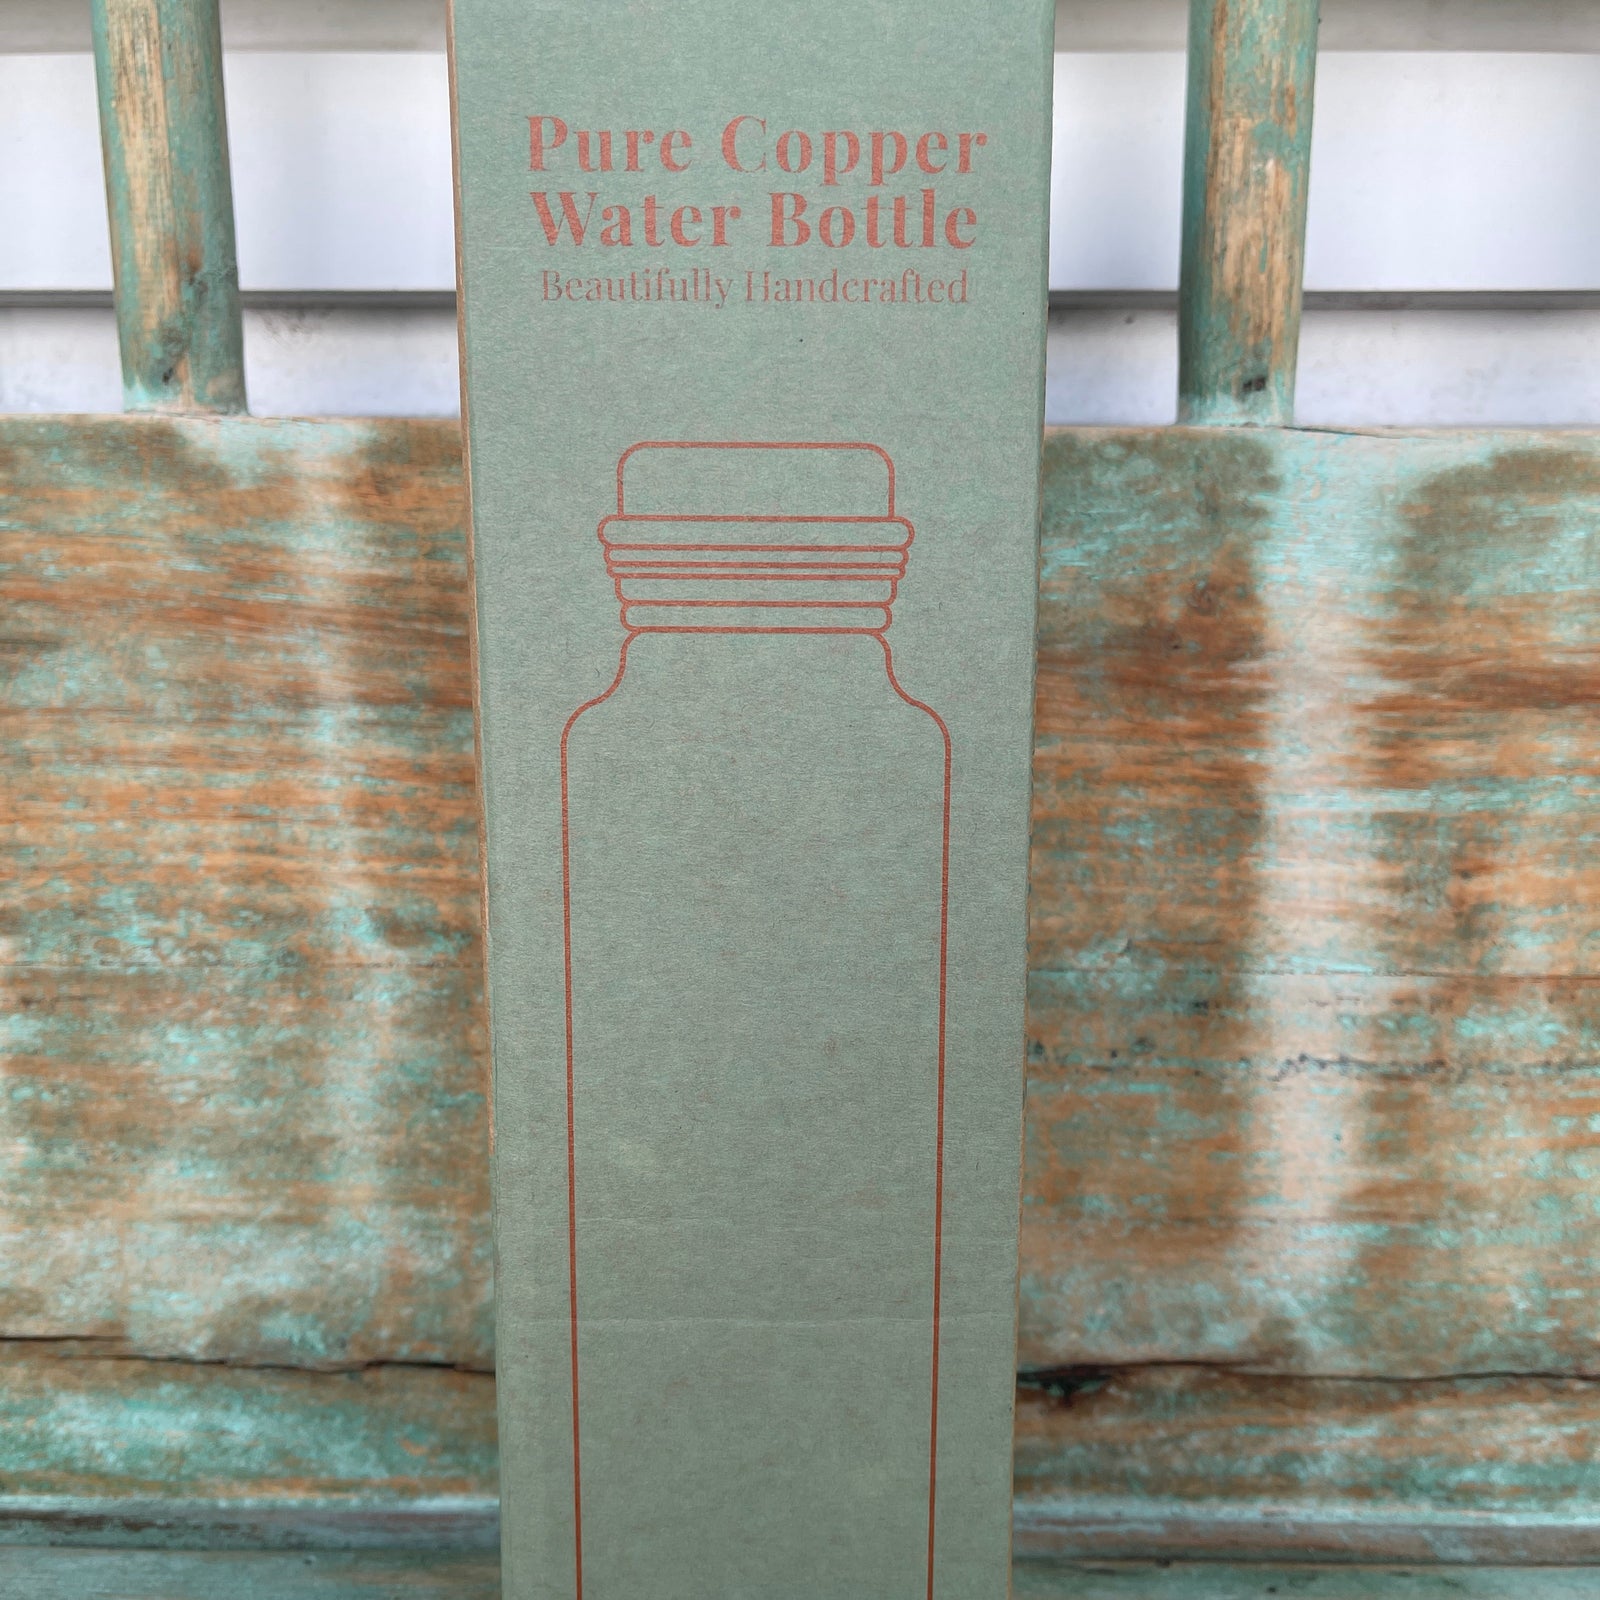 Pure Copper
Water Bottle
Beautifully Handcrafted